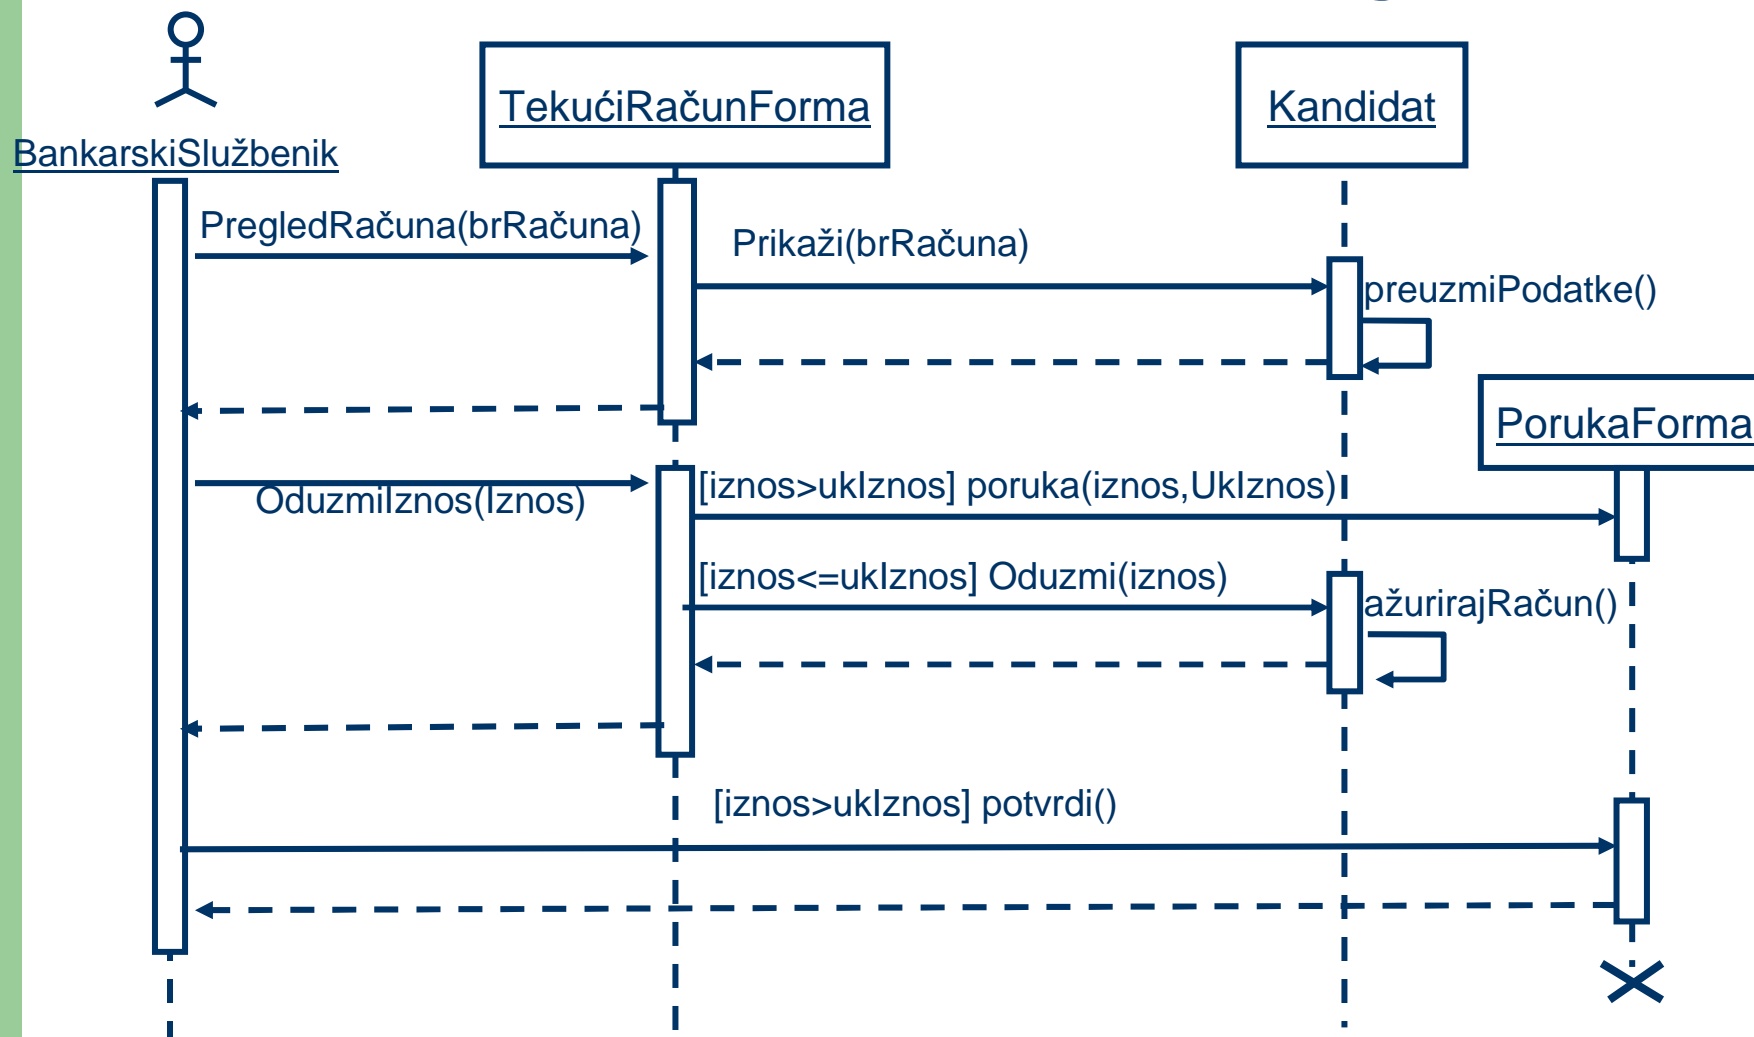 TekućiRačunForma
Kandidat
BankarskiSlužbenik
PregledRačuna(brRačuna)
Prikaži(brRačuna)
preuzmiPodatke()
PorukaForma
OduzmiIznos(Iznos)
[iznos>ukIznos] poruka(iznos,UkIznos)
[iznos<=ukIznos] Oduzmi(iznos)
ažurirajRačun()
[iznos>ukIznos] potvrdi()